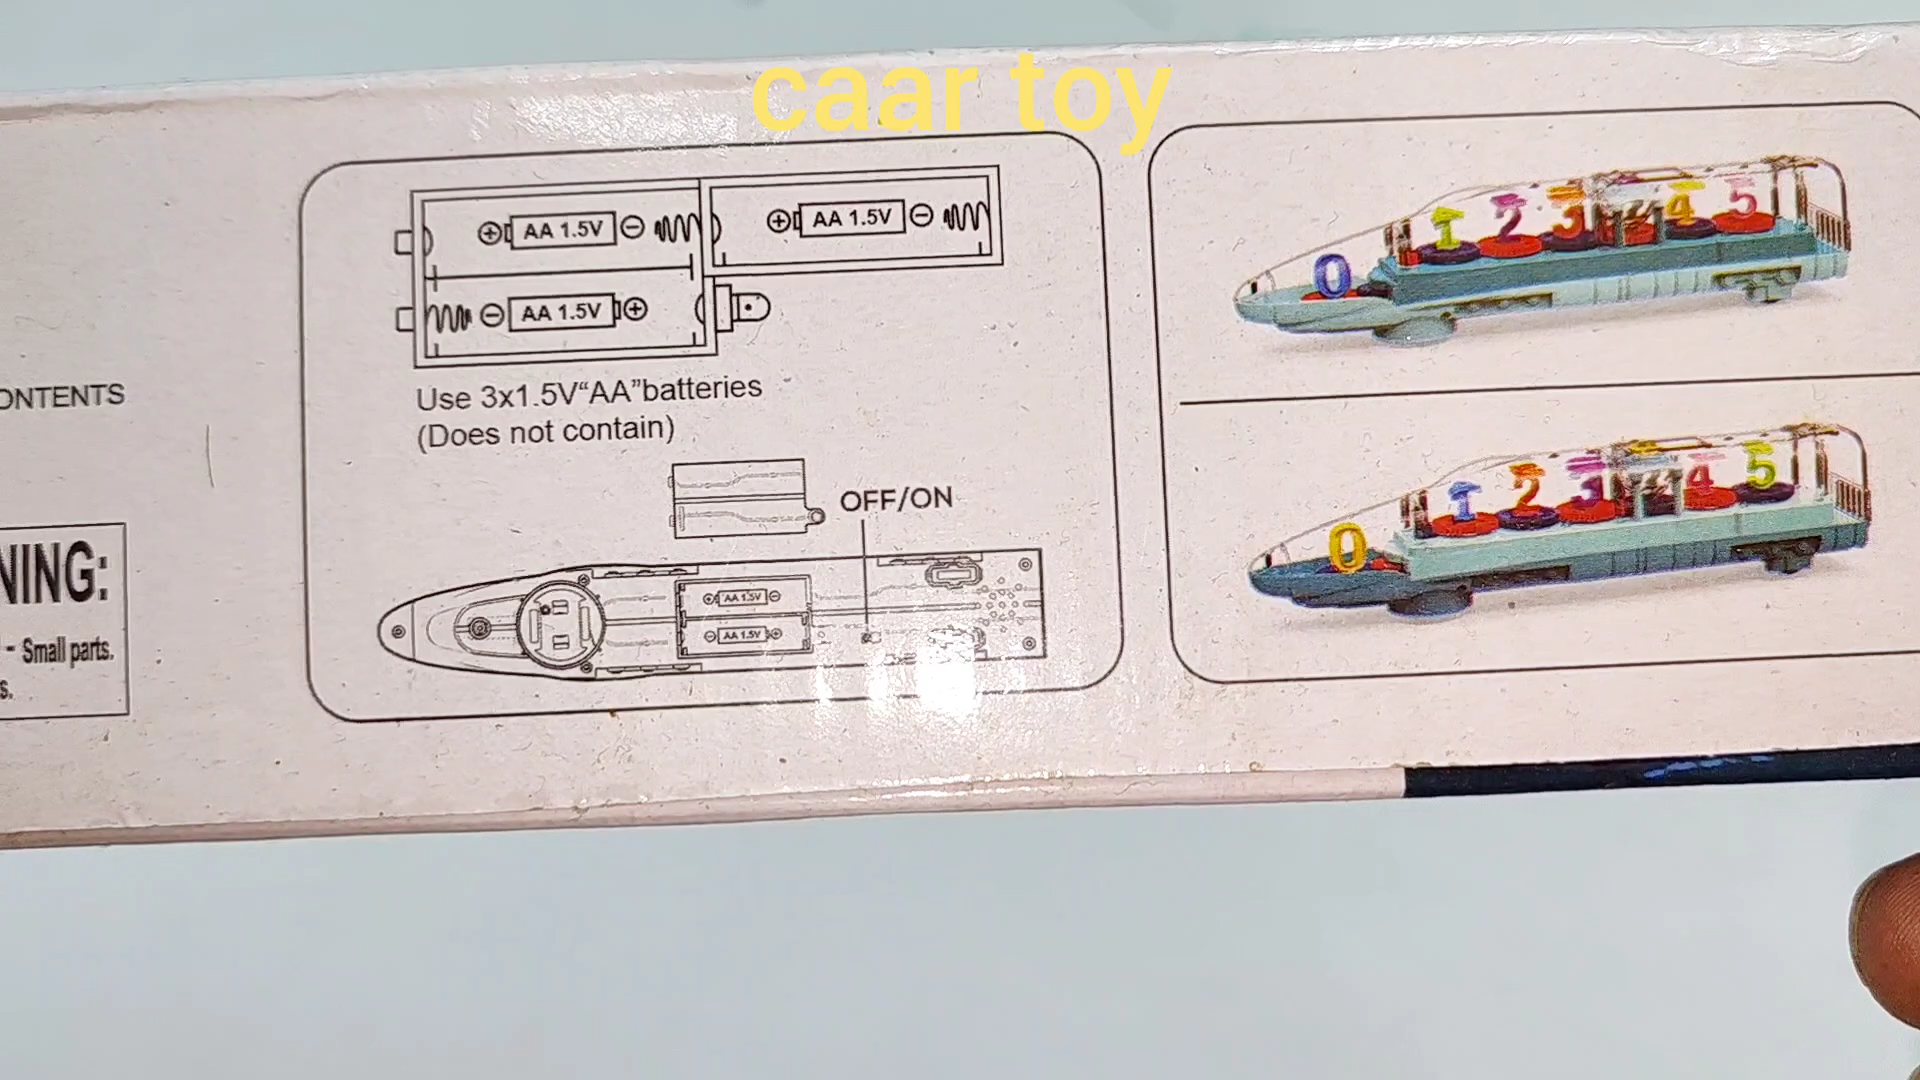 caar toy
⊕ AA 1.5V ⊖
⊕ AA 1.5V ⊖
⊖ AA 1.5V ⊕
Use 3x1.5V“AA”batteries
(Does not contain)
OFF/ON
⊕ AA 1.5V ⊖
⊖ AA 1.5V ⊕
ONTENTS
NING:
- Small parts.
s.
0 1 2 3 4 5
0 1 2 3 4 5